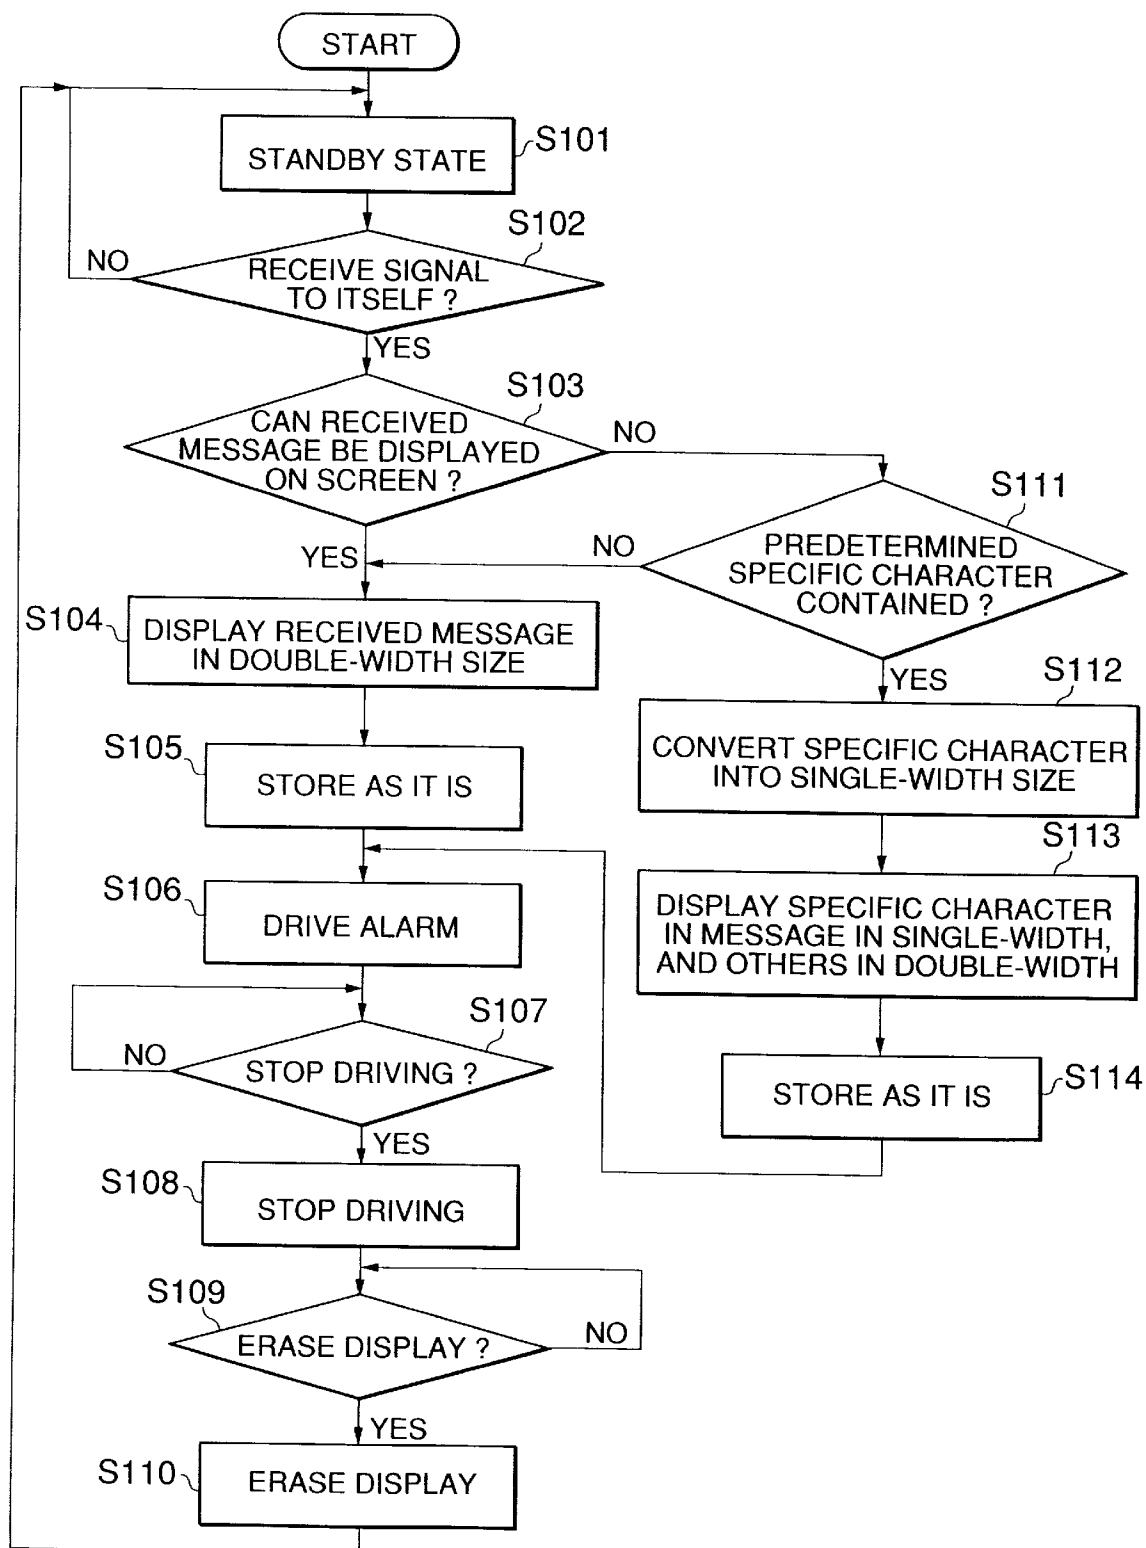 START
STANDBY STATE
S101
S102
RECEIVE SIGNAL
TO ITSELF ?
NO
YES
S103
CAN RECEIVED
MESSAGE BE DISPLAYED
ON SCREEN ?
NO
YES
S111
PREDETERMINED
SPECIFIC CHARACTER
CONTAINED ?
NO
YES
S104
DISPLAY RECEIVED MESSAGE
IN DOUBLE-WIDTH SIZE
S112
CONVERT SPECIFIC CHARACTER
INTO SINGLE-WIDTH SIZE
S105
STORE AS IT IS
S113
DISPLAY SPECIFIC CHARACTER
IN MESSAGE IN SINGLE-WIDTH,
AND OTHERS IN DOUBLE-WIDTH
S106
DRIVE ALARM
S107
STOP DRIVING ?
NO
YES
S114
STORE AS IT IS
S108
STOP DRIVING
S109
ERASE DISPLAY ?
NO
YES
S110
ERASE DISPLAY